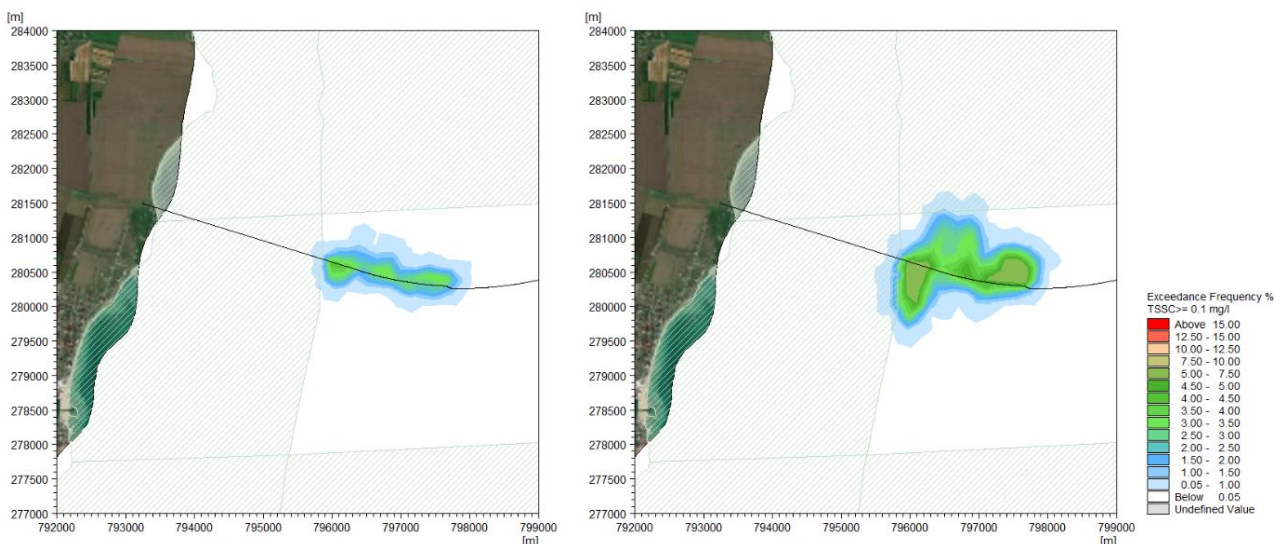 [m]
284000
283500
283000
282500
282000
281500
281000
280500
280000
279500
279000
278500
278000
277500
277000
792000 793000 794000 795000 796000 797000 798000 799000
[m]
[m]
284000
283500
283000
282500
282000
281500
281000
280500
280000
279500
279000
278500
278000
277500
277000
792000 793000 794000 795000 796000 797000 798000 799000
[m]
Exceedance Frequency %
TSSC>= 0.1 mg/l
Above 15.00
12.50 - 15.00
10.00 - 12.50
7.50 - 10.00
5.00 - 7.50
4.50 - 5.00
4.00 - 4.50
3.50 - 4.00
3.00 - 3.50
2.50 - 3.00
2.00 - 2.50
1.50 - 2.00
1.00 - 1.50
0.05 - 1.00
Below 0.05
Undefined Value